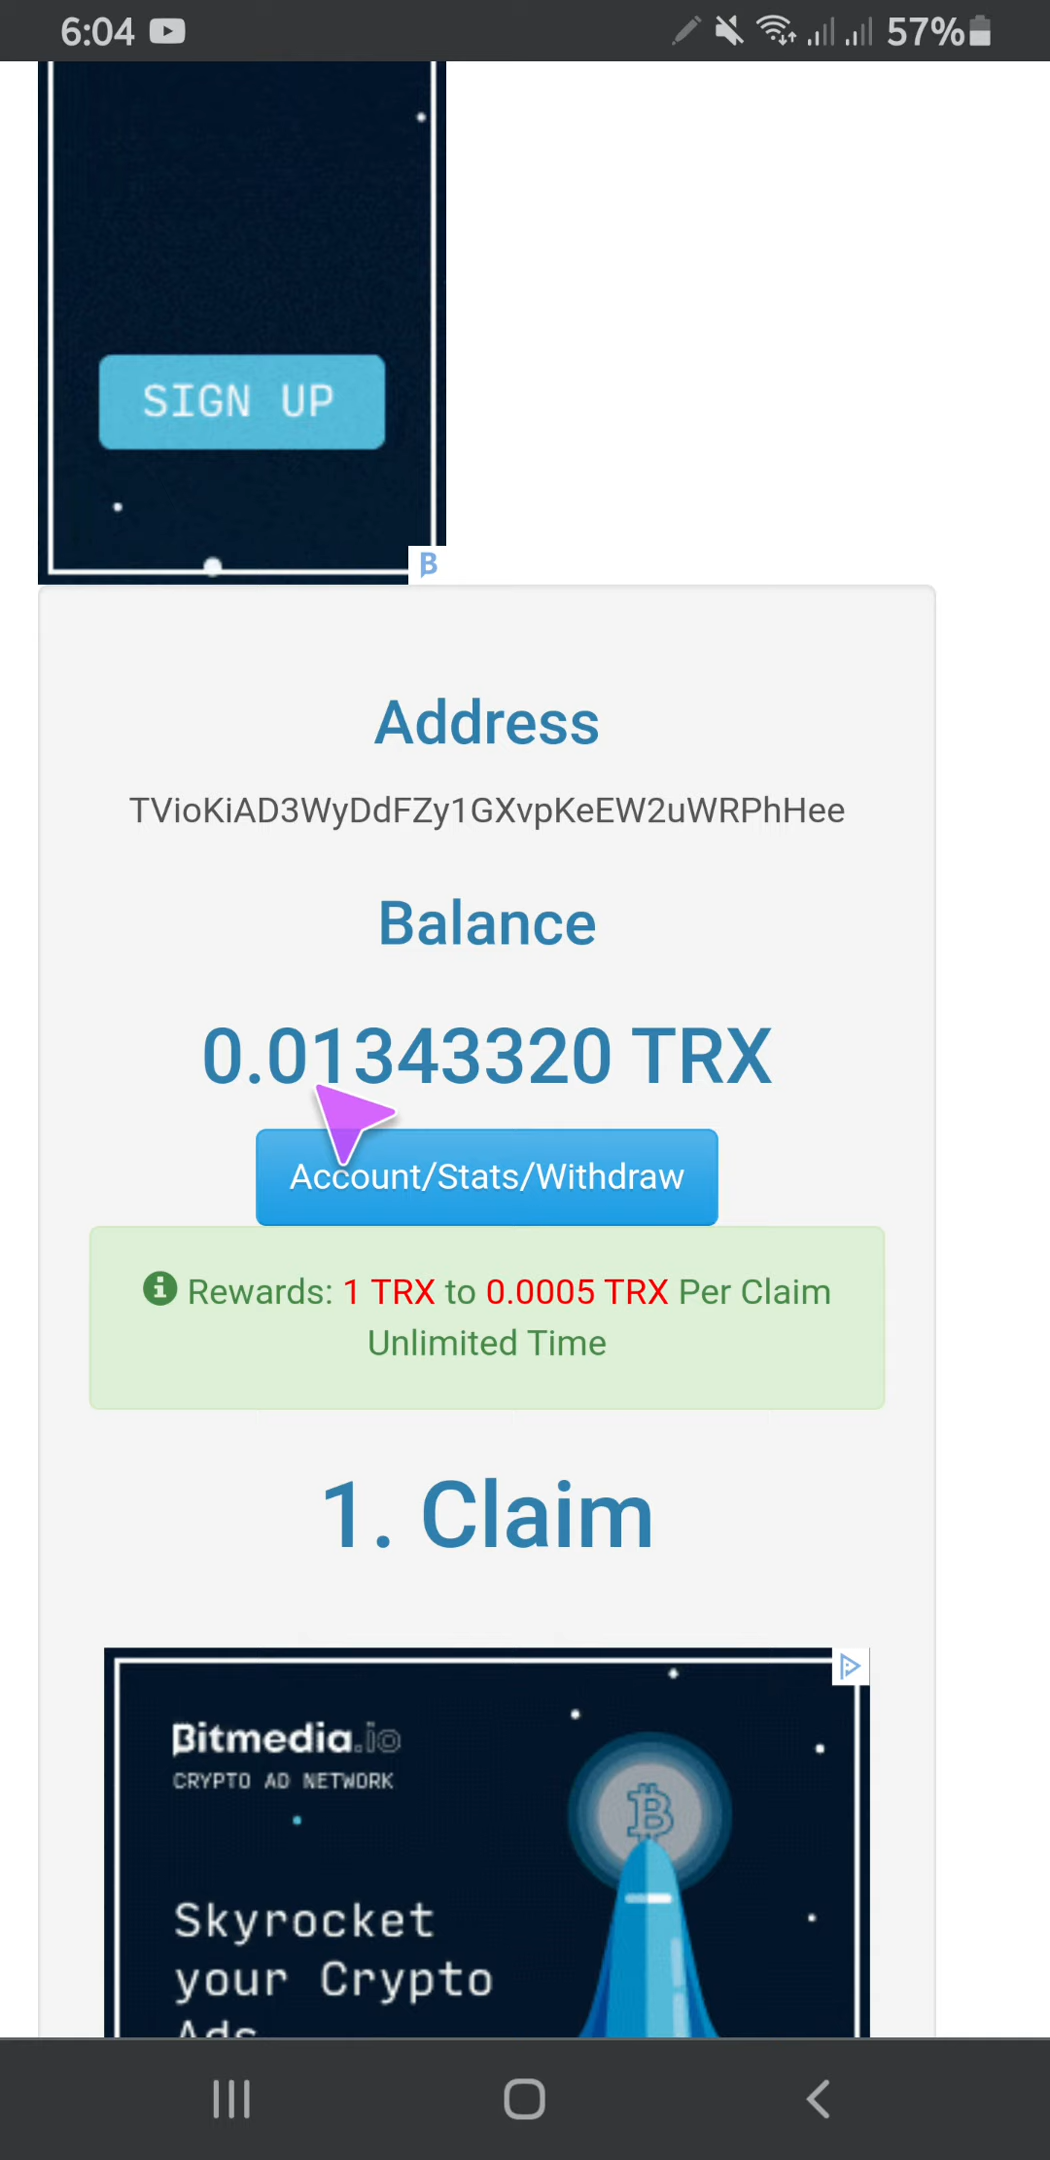 6:04 57%
SIGN UP
Address
TVioKiAD3WyDdFZy1GXvpKeEW2uWRPhHee
Balance
0.01343320 TRX
Account/Stats/Withdraw
Rewards: 1 TRX to 0.0005 TRX Per Claim
Unlimited Time
1. Claim
Bitmedia.io
CRYPTO AD NETWORK
Skyrocket
your Crypto
Ads